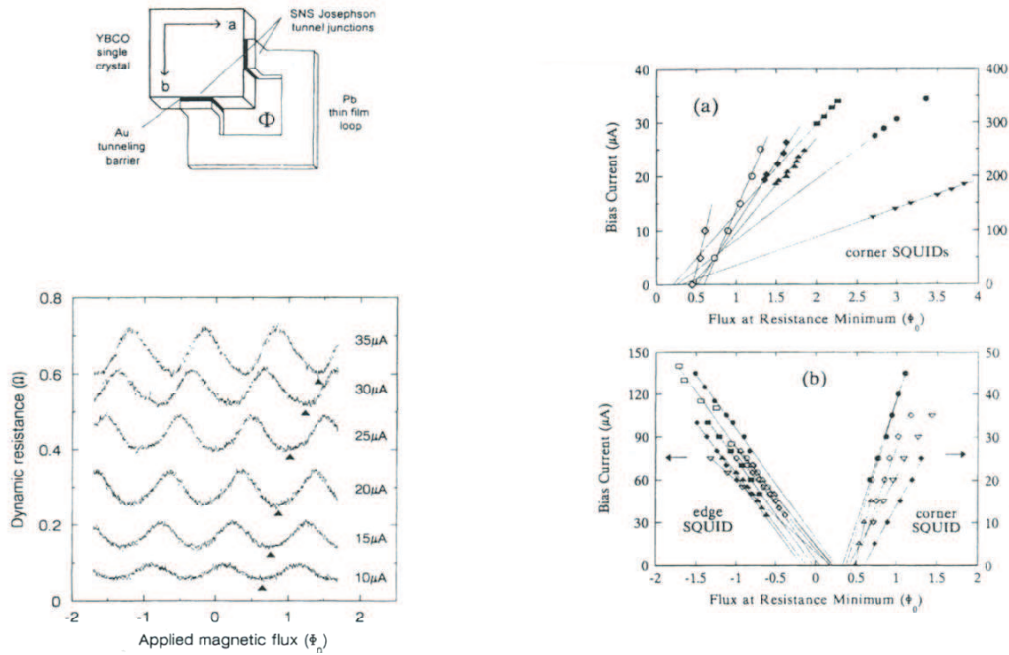 YBCO
single
crystal
a
b
SNS Josephson
tunnel junctions
Φ
Pb
thin film
loop
Au
tunneling
barrier
Dynamic resistance (Ω)
0.8
0.6
0.4
0.2
0
35μA
30μA
25μA
20μA
15μA
10μA
-2 -1 0 1 2
Applied magnetic flux (Φ0)
(a)
Bias Current (μA)
40
35
30
25
20
15
10
5
0
400
300
200
100
0
corner SQUIDs
0 0.5 1 1.5 2 2.5 3 3.5 4
Flux at Resistance Minimum (Φ0)
(b)
Bias Current (μA)
150
120
90
60
30
0
50
40
30
20
10
0
edge
SQUID
corner
SQUID
-2 -1.5 -1 -0.5 0 0.5 1 1.5 2
Flux at Resistance Minimum (Φ0)